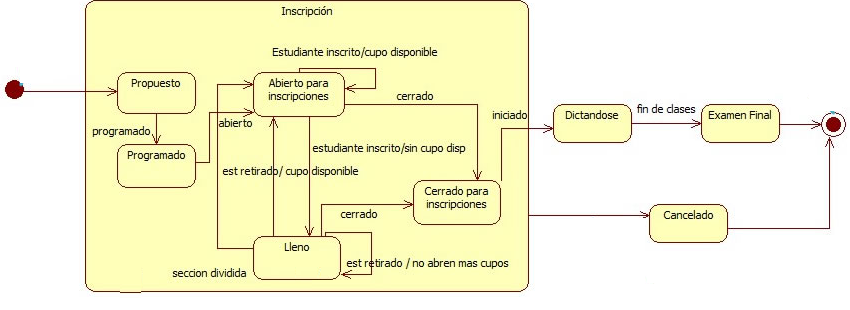 Inscripción
Estudiante inscrito/cupo disponible
Propuesto
Abierto para
inscripciones
cerrado
iniciado
Dictandose
fin de clases
Examen Final
programado
abierto
Programado
estudiante inscrito/sin cupo disp
est retirado/ cupo disponible
Cerrado para
inscripciones
cerrado
Cancelado
Lleno
seccion dividida
est retirado / no abren mas cupos